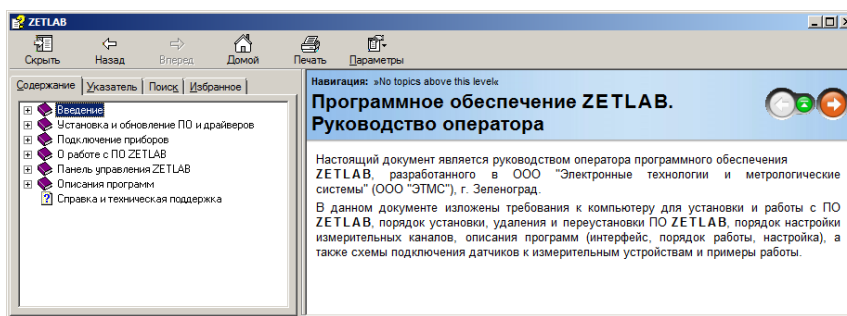 ZETLAB
Скрыть Назад Вперед Домой Печать Параметры
Содержание Указатель Поиск Избранное
Введение
Установка и обновление ПО и драйверов
Подключение приборов
О работе с ПО ZETLAB
Панель управления ZETLAB
Описания программ
Справка и техническая поддержка
Навигация: »No topics above this level«
Программное обеспечение ZETLAB.
Руководство оператора
Настоящий документ является руководством оператора программного обеспечения
ZETLAB, разработанного в ООО "Электронные технологии и метрологические
системы" (ООО "ЭТМС"), г. Зеленоград.
В данном документе изложены требования к компьютеру для установки и работы с ПО
ZETLAB, порядок установки, удаления и переустановки ПО ZETLAB, порядок настройки
измерительных каналов, описания программ (интерфейс, порядок работы, настройка), а
также схемы подключения датчиков к измерительным устройствам и примеры работы.